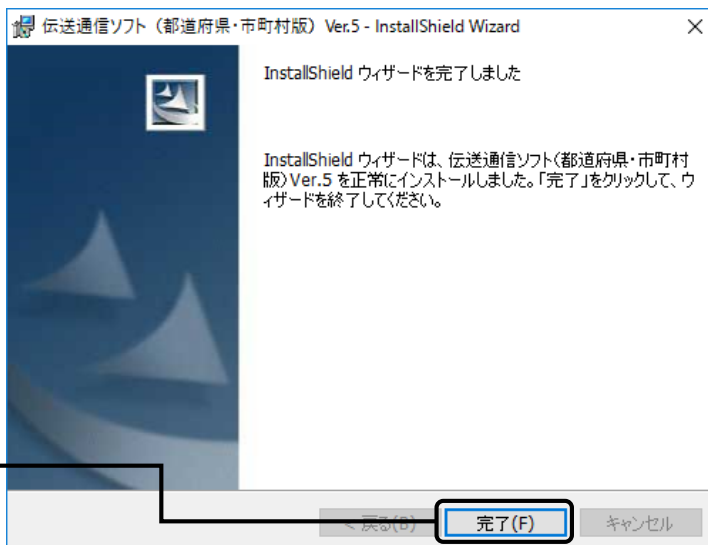 伝送通信ソフト（都道府県・市町村版）Ver.5 - InstallShield Wizard
InstallShield ウィザードを完了しました
InstallShield ウィザードは、伝送通信ソフト(都道府県・市町村
版)Ver.5 を正常にインストールしました。「完了」をクリックして、ウ
ィザードを終了してください。
< 戻る(B) 完了(F) キャンセル